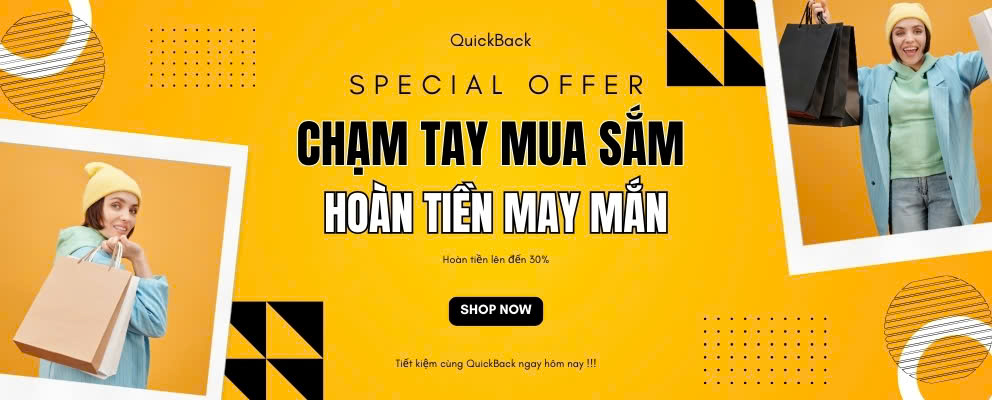 QuickBack
SPECIAL OFFER
CHẠM TAY MUA SẮM
HOÀN TIỀN MAY MẮN
Hoàn tiền lên đến 30%
SHOP NOW
Tiết kiệm cùng QuickBack ngay hôm nay !!!